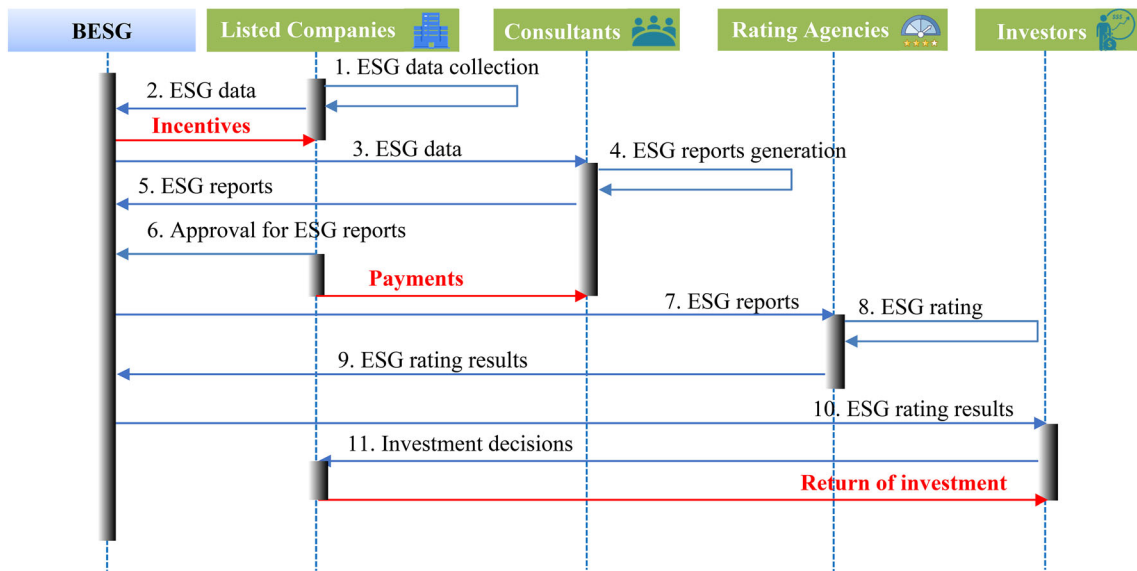 BESG
Listed Companies
Consultants
Rating Agencies
Investors
1. ESG data collection
2. ESG data
Incentives
3. ESG data
4. ESG reports generation
5. ESG reports
6. Approval for ESG reports
Payments
7. ESG reports
8. ESG rating
9. ESG rating results
10. ESG rating results
11. Investment decisions
Return of investment